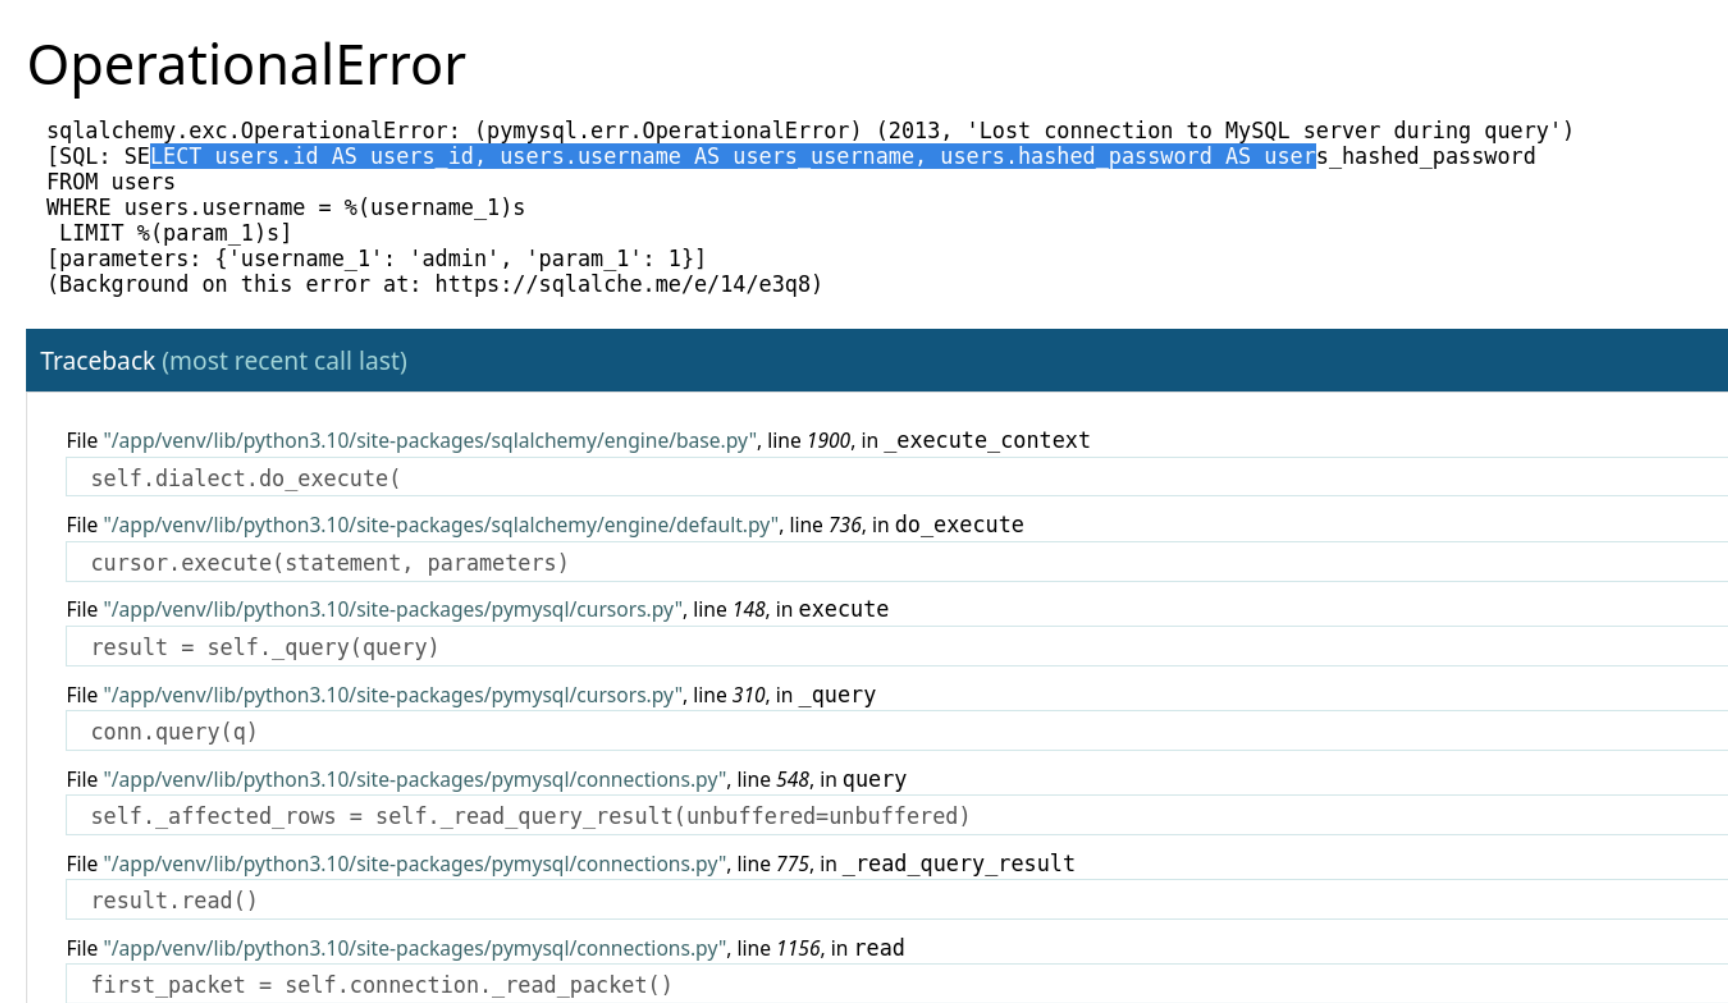 OperationalError
sqlalchemy.exc.OperationalError: (pymysql.err.OperationalError) (2013, 'Lost connection to MySQL server during query')
[SQL: SELECT users.id AS users_id, users.username AS users_username, users.hashed_password AS users_hashed_password
FROM users
WHERE users.username = %(username_1)s
 LIMIT %(param_1)s]
[parameters: {'username_1': 'admin', 'param_1': 1}]
(Background on this error at: https://sqlalche.me/e/14/e3q8)
Traceback (most recent call last)
File "/app/venv/lib/python3.10/site-packages/sqlalchemy/engine/base.py", line 1900, in _execute_context
self.dialect.do_execute(
File "/app/venv/lib/python3.10/site-packages/sqlalchemy/engine/default.py", line 736, in do_execute
cursor.execute(statement, parameters)
File "/app/venv/lib/python3.10/site-packages/pymysql/cursors.py", line 148, in execute
result = self._query(query)
File "/app/venv/lib/python3.10/site-packages/pymysql/cursors.py", line 310, in _query
conn.query(q)
File "/app/venv/lib/python3.10/site-packages/pymysql/connections.py", line 548, in query
self._affected_rows = self._read_query_result(unbuffered=unbuffered)
File "/app/venv/lib/python3.10/site-packages/pymysql/connections.py", line 775, in _read_query_result
result.read()
File "/app/venv/lib/python3.10/site-packages/pymysql/connections.py", line 1156, in read
first_packet = self.connection._read_packet()